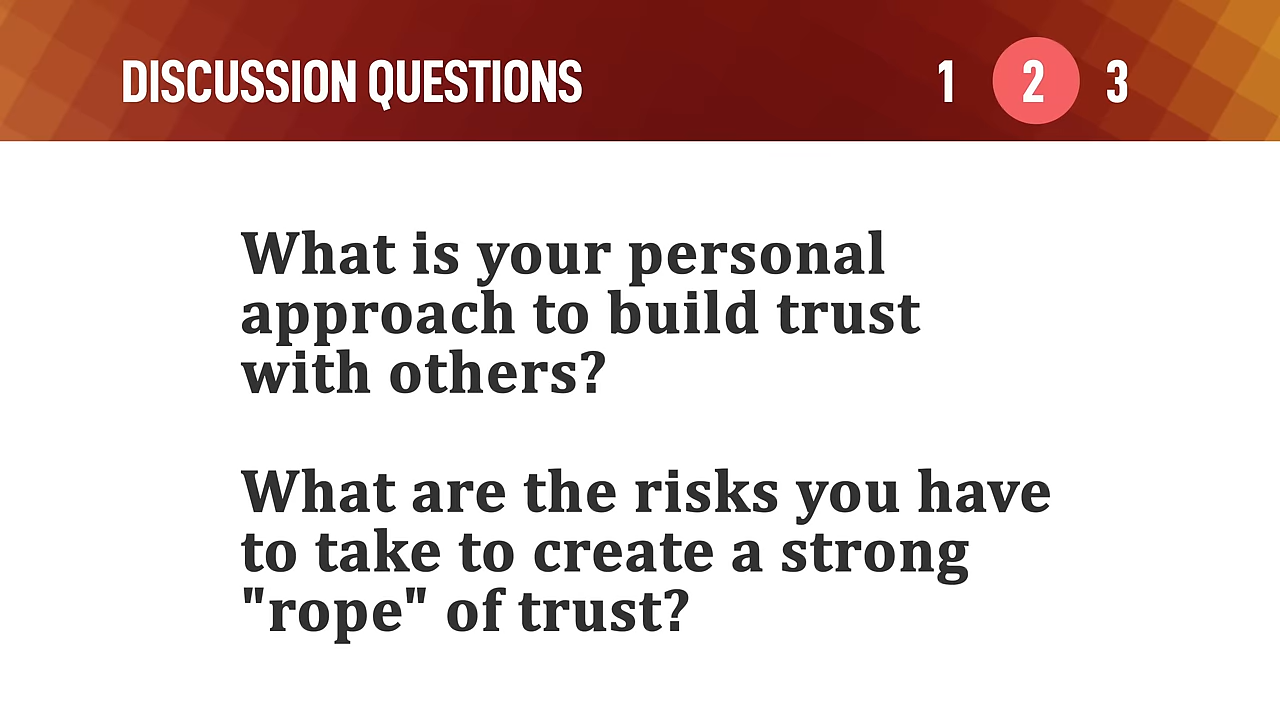 DISCUSSION QUESTIONS
1 2 3
What is your personal
approach to build trust
with others?
What are the risks you have
to take to create a strong
"rope" of trust?